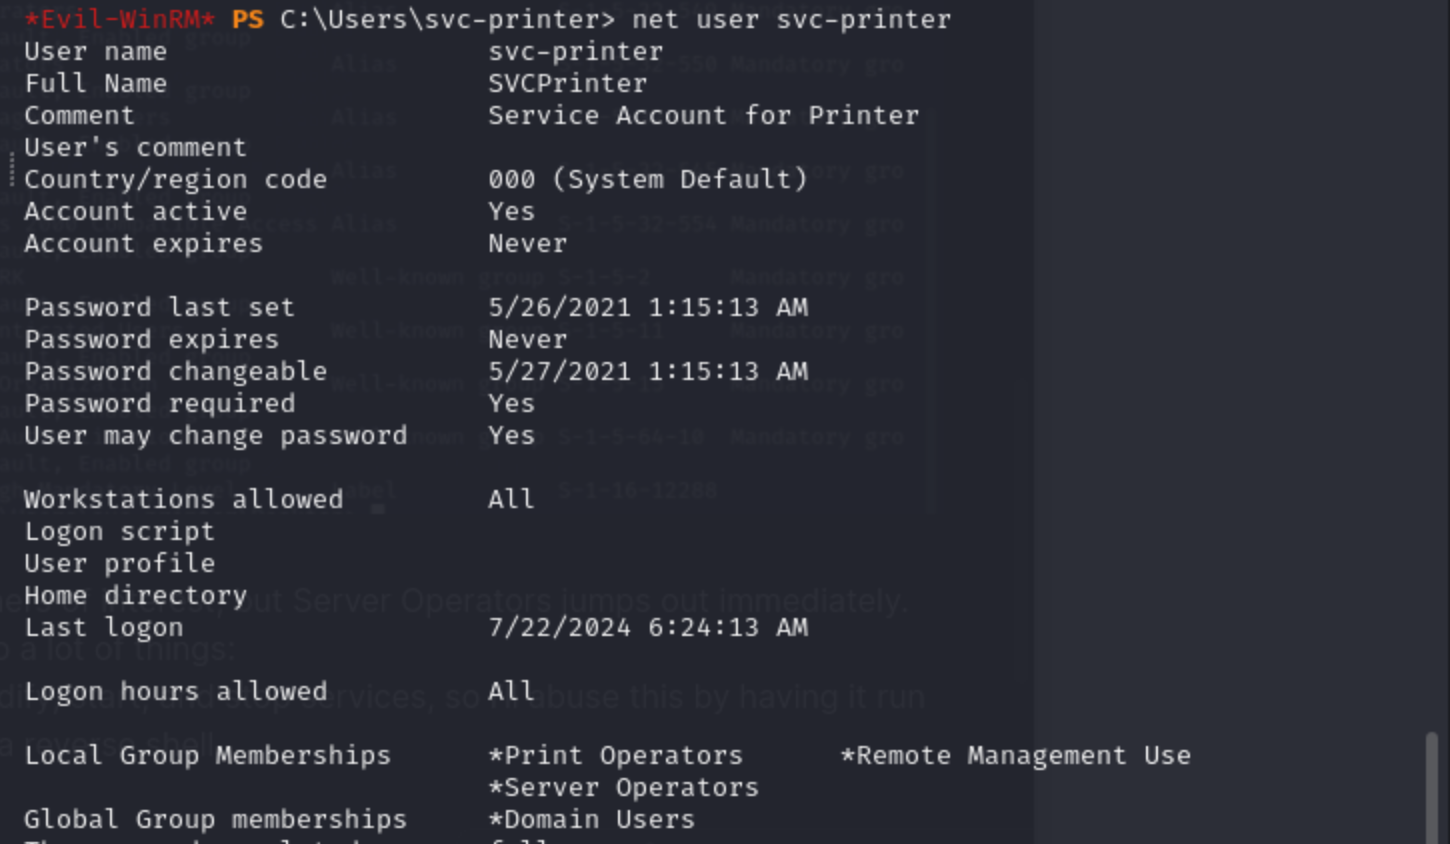 *Evil-WinRM* PS C:\Users\svc-printer> net user svc-printer
User name                    svc-printer
Full Name                    SVCPrinter
Comment                      Service Account for Printer
User's comment
Country/region code          000 (System Default)
Account active               Yes
Account expires              Never
Password last set            5/26/2021 1:15:13 AM
Password expires             Never
Password changeable          5/27/2021 1:15:13 AM
Password required            Yes
User may change password     Yes
Workstations allowed         All
Logon script
User profile
Home directory
Last logon                   7/22/2024 6:24:13 AM
Logon hours allowed          All
Local Group Memberships      *Print Operators      *Remote Management Use
                             *Server Operators
Global Group memberships     *Domain Users